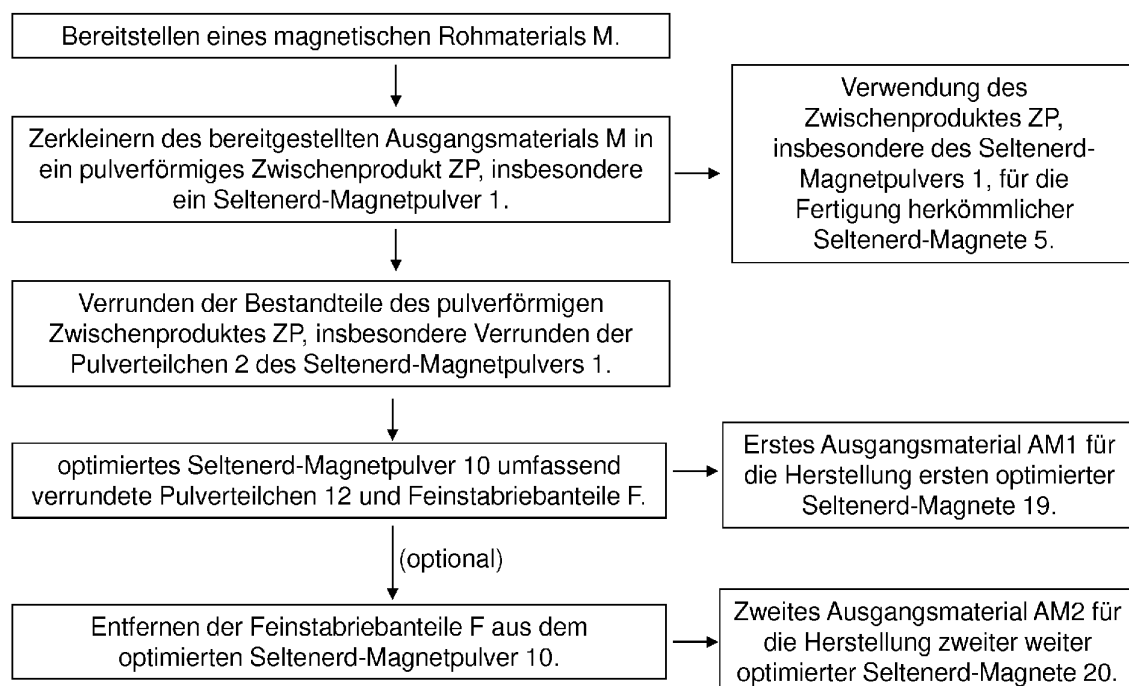 Bereitstellen eines magnetischen Rohmaterials M.
Zerkleinern des bereitgestellten Ausgangsmaterials M in
ein pulverförmiges Zwischenprodukt ZP, insbesondere
ein Seltenerd-Magnetpulver 1.
Verwendung des
Zwischenproduktes ZP,
insbesondere des Seltenerd-
Magnetpulvers 1, für die
Fertigung herkömmlicher
Seltenerd-Magnete 5.
Verrunden der Bestandteile des pulverförmigen
Zwischenproduktes ZP, insbesondere Verrunden der
Pulverteilchen 2 des Seltenerd-Magnetpulvers 1.
optimiertes Seltenerd-Magnetpulver 10 umfassend
verrundete Pulverteilchen 12 und Feinstabriebanteile F.
Erstes Ausgangsmaterial AM1 für
die Herstellung ersten optimierter
Seltenerd-Magnete 19.
(optional)
Entfernen der Feinstabriebanteile F aus dem
optimierten Seltenerd-Magnetpulver 10.
Zweites Ausgangsmaterial AM2 für
die Herstellung zweiter weiter
optimierter Seltenerd-Magnete 20.